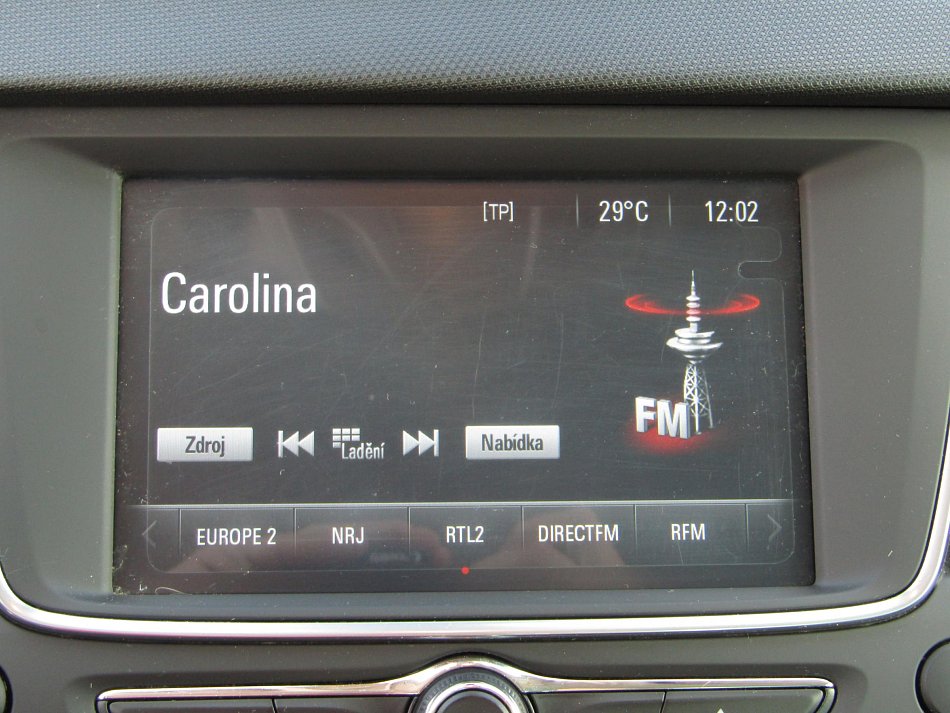 [TP] 29°C 12:02
Carolina
FM
Zdroj Ladění Nabídka
EUROPE 2 NRJ RTL2 DIRECTFM RFM